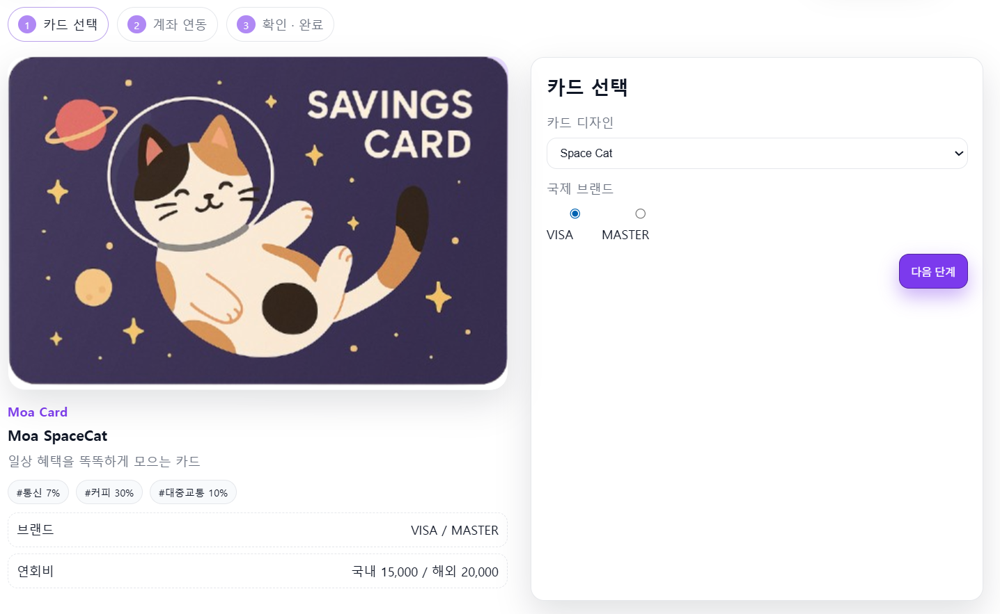 1 카드 선택
2 계좌 연동
3 확인 · 완료
SAVINGS
CARD
Moa Card
Moa SpaceCat
일상 혜택을 똑똑하게 모으는 카드
#통신 7%
#커피 30%
#대중교통 10%
브랜드 VISA / MASTER
연회비 국내 15,000 / 해외 20,000
카드 선택
카드 디자인
Space Cat
국제 브랜드
VISA MASTER
다음 단계